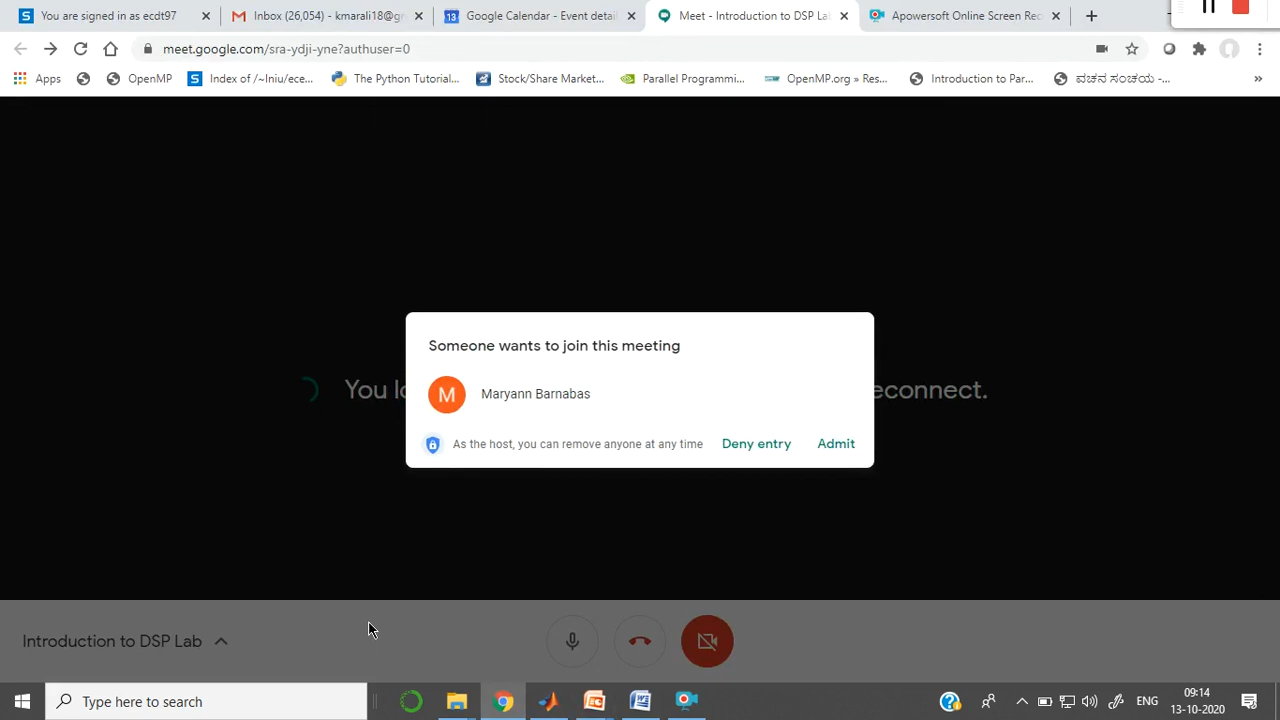 You are signed in as ecdt93
Inbox (26,054) - kmarali18@g
Google Calendar - Event detail
Meet - Introduction to DSP La
Apowersoft Online Screen Rec
meet.google.com/sra-ydji-yne?authuser=0
Apps
OpenMP
Index of /~lniu/ece...
The Python Tutorial...
Stock/Share Market...
Parallel Programmi...
OpenMP.org » Res...
Introduction to Par...
ವಚನ ಸಂಚಯ -...
»
You lo
econnect.
Someone wants to join this meeting
M
Maryann Barnabas
As the host, you can remove anyone at any time
Deny entry
Admit
Introduction to DSP Lab
Type here to search
ENG
09:14
13-10-2020